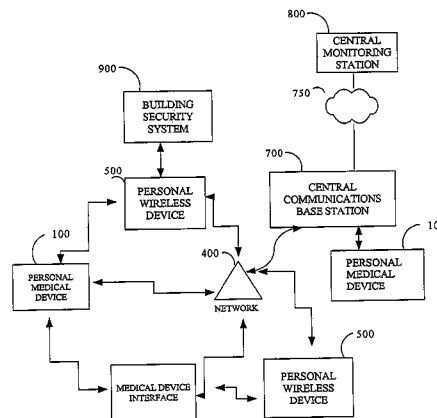 800
CENTRAL
MONITORING
STATION
900
750
BUILDING
SECURITY
SYSTEM
700
500
PERSONAL
WIRELESS
DEVICE
CENTRAL
COMMUNICATIONS
BASE STATION
100
400
10
PERSONAL
MEDICAL
DEVICE
PERSONAL
MEDICAL
DEVICE
NETWORK
500
MEDICAL DEVICE
INTERFACE
PERSONAL
WIRELESS
DEVICE